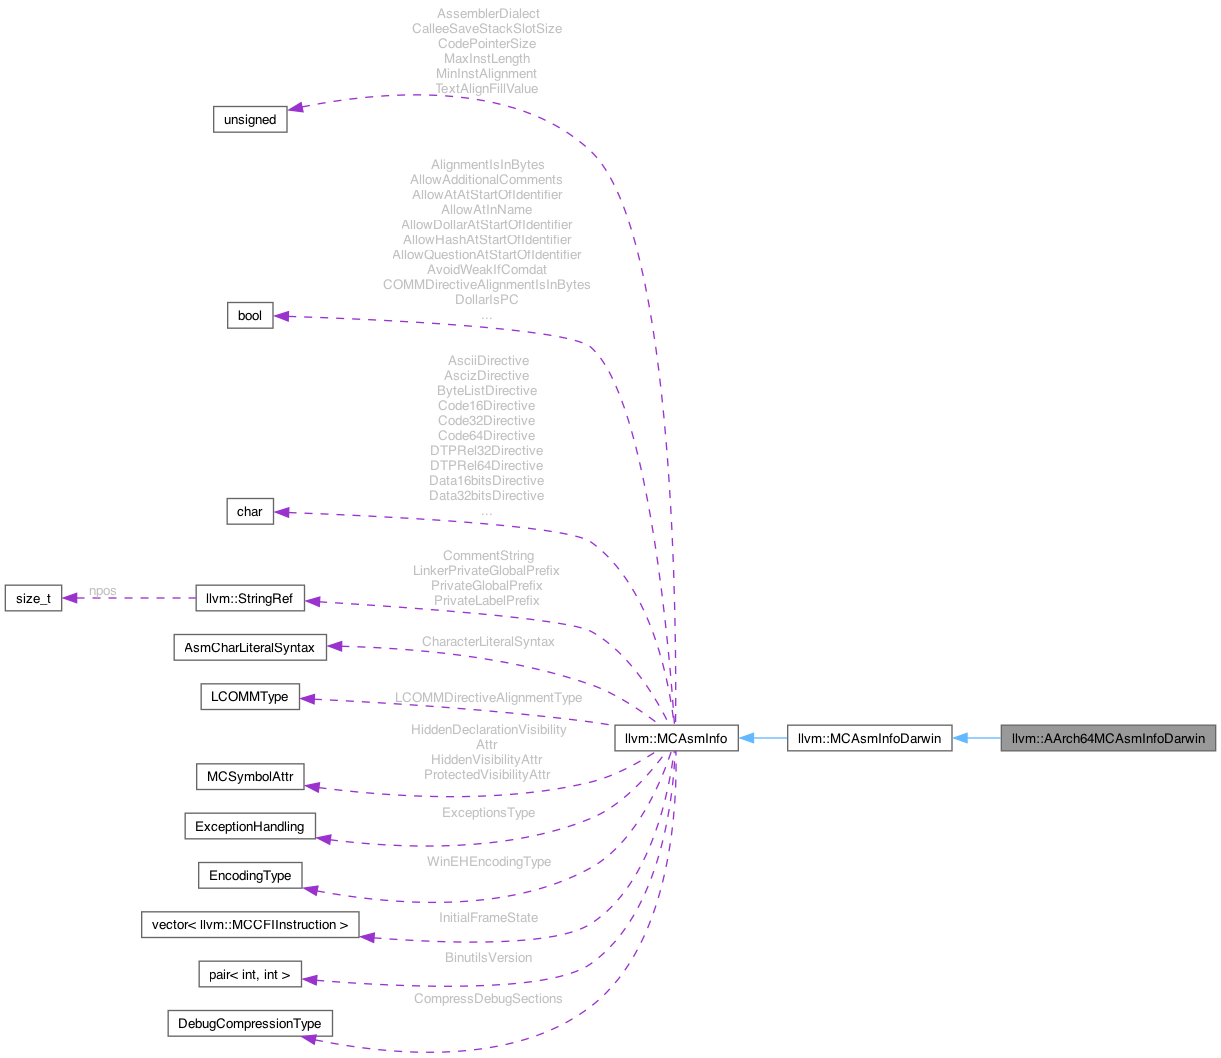 AssemblerDialect
CalleeSaveStackSlotSize
CodePointerSize
MaxInstLength
MinInstAlignment
TextAlignFillValue
unsigned
AlignmentIsInBytes
AllowAdditionalComments
AllowAtAtStartOfIdentifier
AllowAtInName
AllowDollarAtStartOfIdentifier
AllowHashAtStartOfIdentifier
AllowQuestionAtStartOfIdentifier
AvoidWeakIfComdat
COMMDirectiveAlignmentIsInBytes
DollarIsPC
...
bool
AsciiDirective
AscizDirective
ByteListDirective
Code16Directive
Code32Directive
Code64Directive
DTPRel32Directive
DTPRel64Directive
Data16bitsDirective
Data32bitsDirective
...
char
CommentString
LinkerPrivateGlobalPrefix
PrivateGlobalPrefix
PrivateLabelPrefix
size_t
npos
llvm::StringRef
CharacterLiteralSyntax
AsmCharLiteralSyntax
LCOMMType
LCOMMDirectiveAlignmentType
HiddenDeclarationVisibility
Attr
HiddenVisibilityAttr
ProtectedVisibilityAttr
llvm::MCAsmInfo
llvm::MCAsmInfoDarwin
llvm::AArch64MCAsmInfoDarwin
MCSymbolAttr
ExceptionsType
ExceptionHandling
WinEHEncodingType
EncodingType
InitialFrameState
vector< llvm::MCCFIInstruction >
BinutilsVersion
pair< int, int >
CompressDebugSections
DebugCompressionType